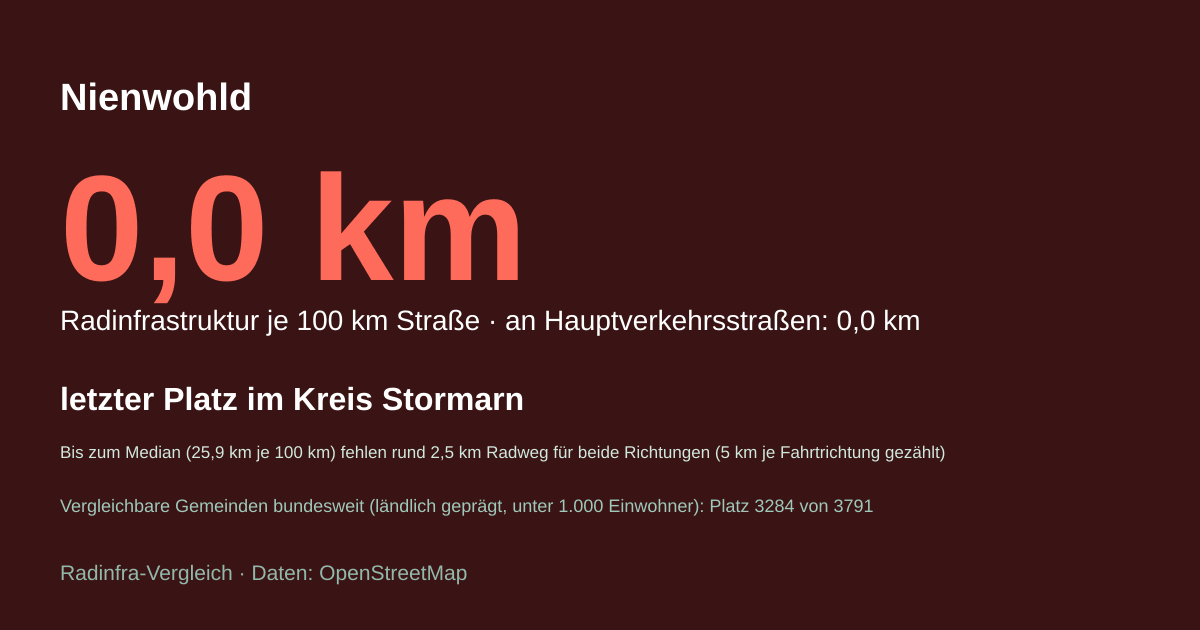 Nienwohld
0,0 km
Radinfrastruktur je 100 km Straße · an Hauptverkehrsstraßen: 0,0 km
letzter Platz im Kreis Stormarn
Bis zum Median (25,9 km je 100 km) fehlen rund 2,5 km Radweg für beide Richtungen (5 km je Fahrtrichtung gezählt)
Vergleichbare Gemeinden bundesweit (ländlich geprägt, unter 1.000 Einwohner): Platz 3284 von 3791
Radinfra-Vergleich · Daten: OpenStreetMap